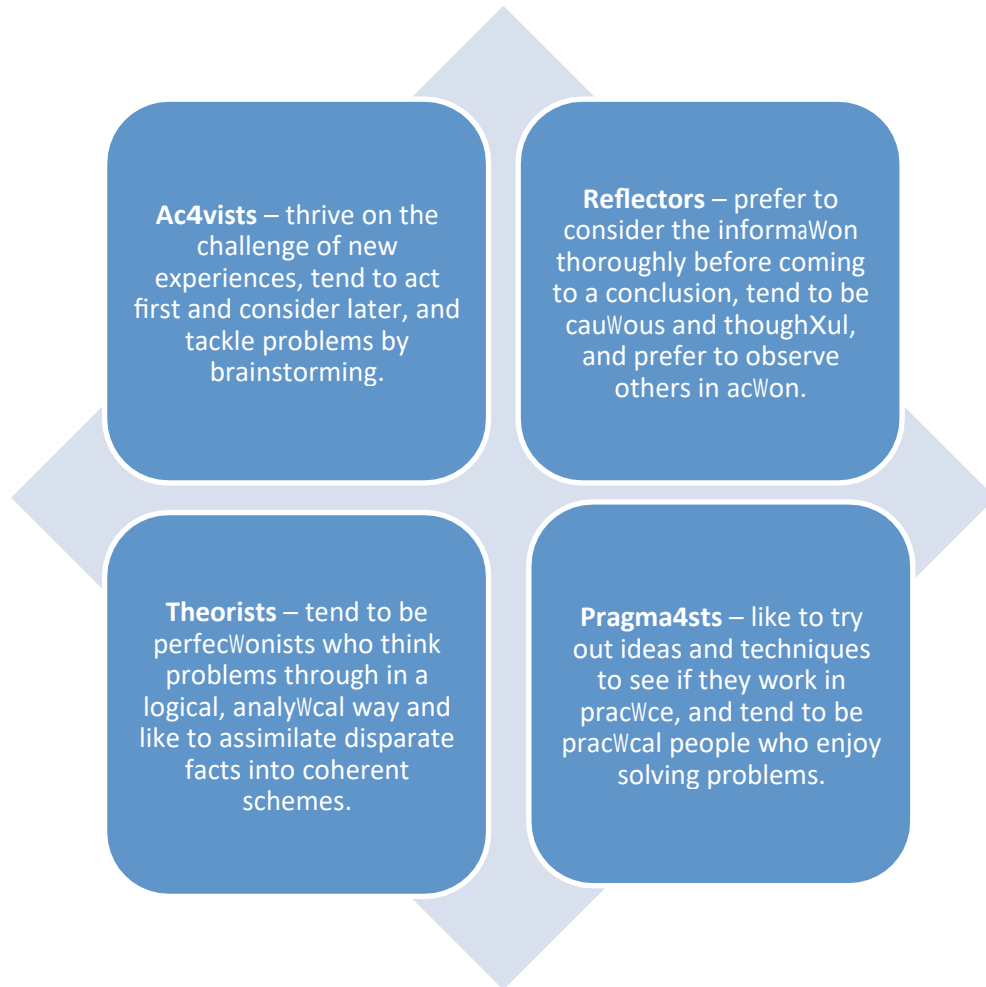 Ac4vists – thrive on the
challenge of new
experiences, tend to act
first and consider later, and
tackle problems by
brainstorming.
Reflectors – prefer to
consider the informaWon
thoroughly before coming
to a conclusion, tend to be
cauWous and thoughXul,
and prefer to observe
others in acWon.
Theorists – tend to be
perfecWonists who think
problems through in a
logical, analyWcal way and
like to assimilate disparate
facts into coherent
schemes.
Pragma4sts – like to try
out ideas and techniques
to see if they work in
pracWce, and tend to be
pracWcal people who enjoy
solving problems.